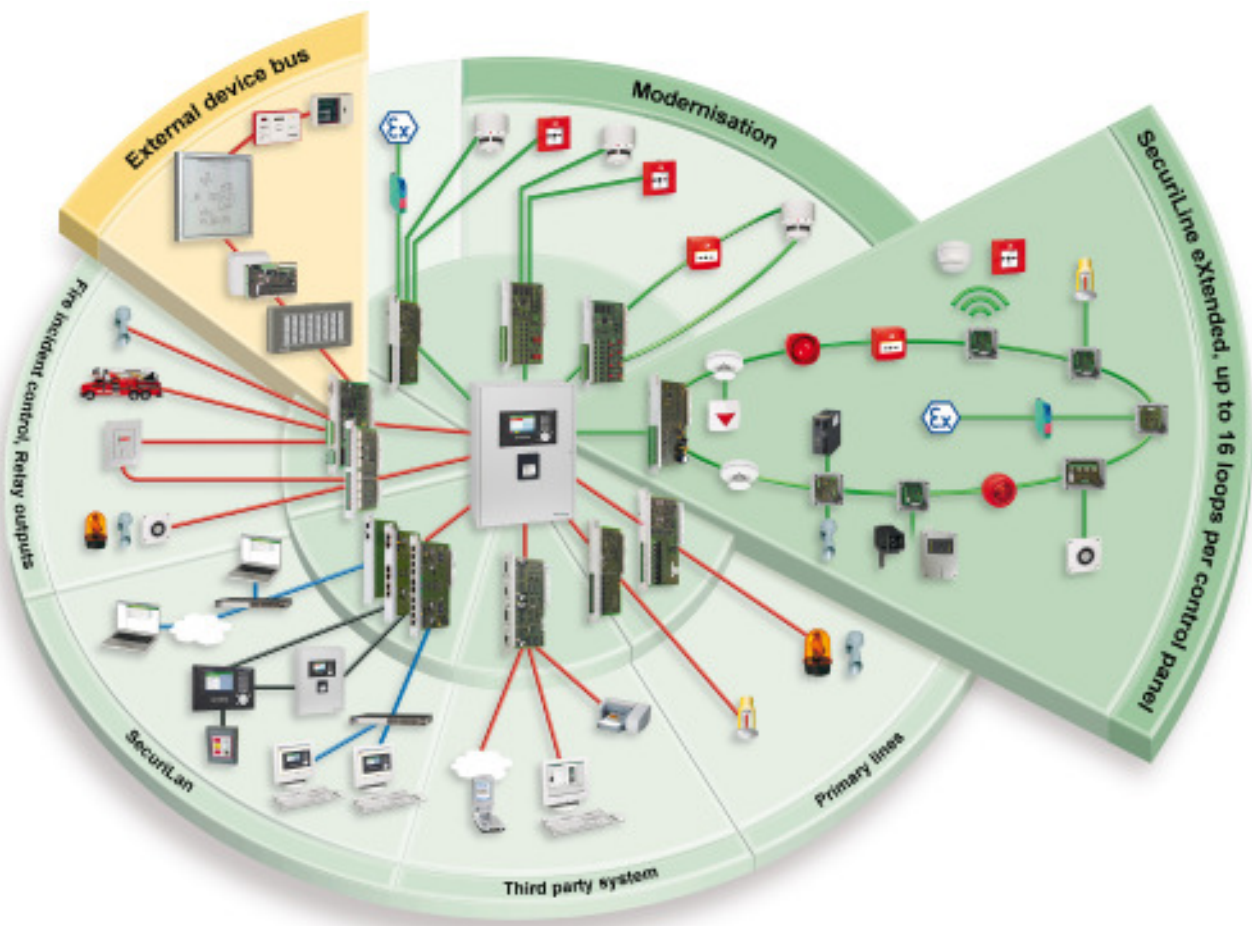 External device bus
Modernisation
SecuriLine eXtended, up to 16 loops per control panel
Fire incident control, Relay outputs
SecuriLan
Third party system
Primary lines
Ex
Ex